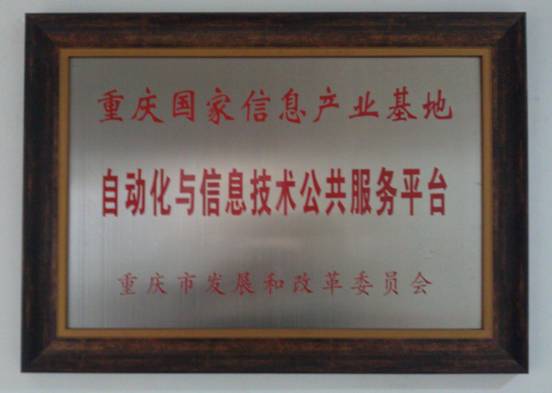 重庆国家信息产业基地
自动化与信息技术公共服务平台
重庆市发展和改革委员会